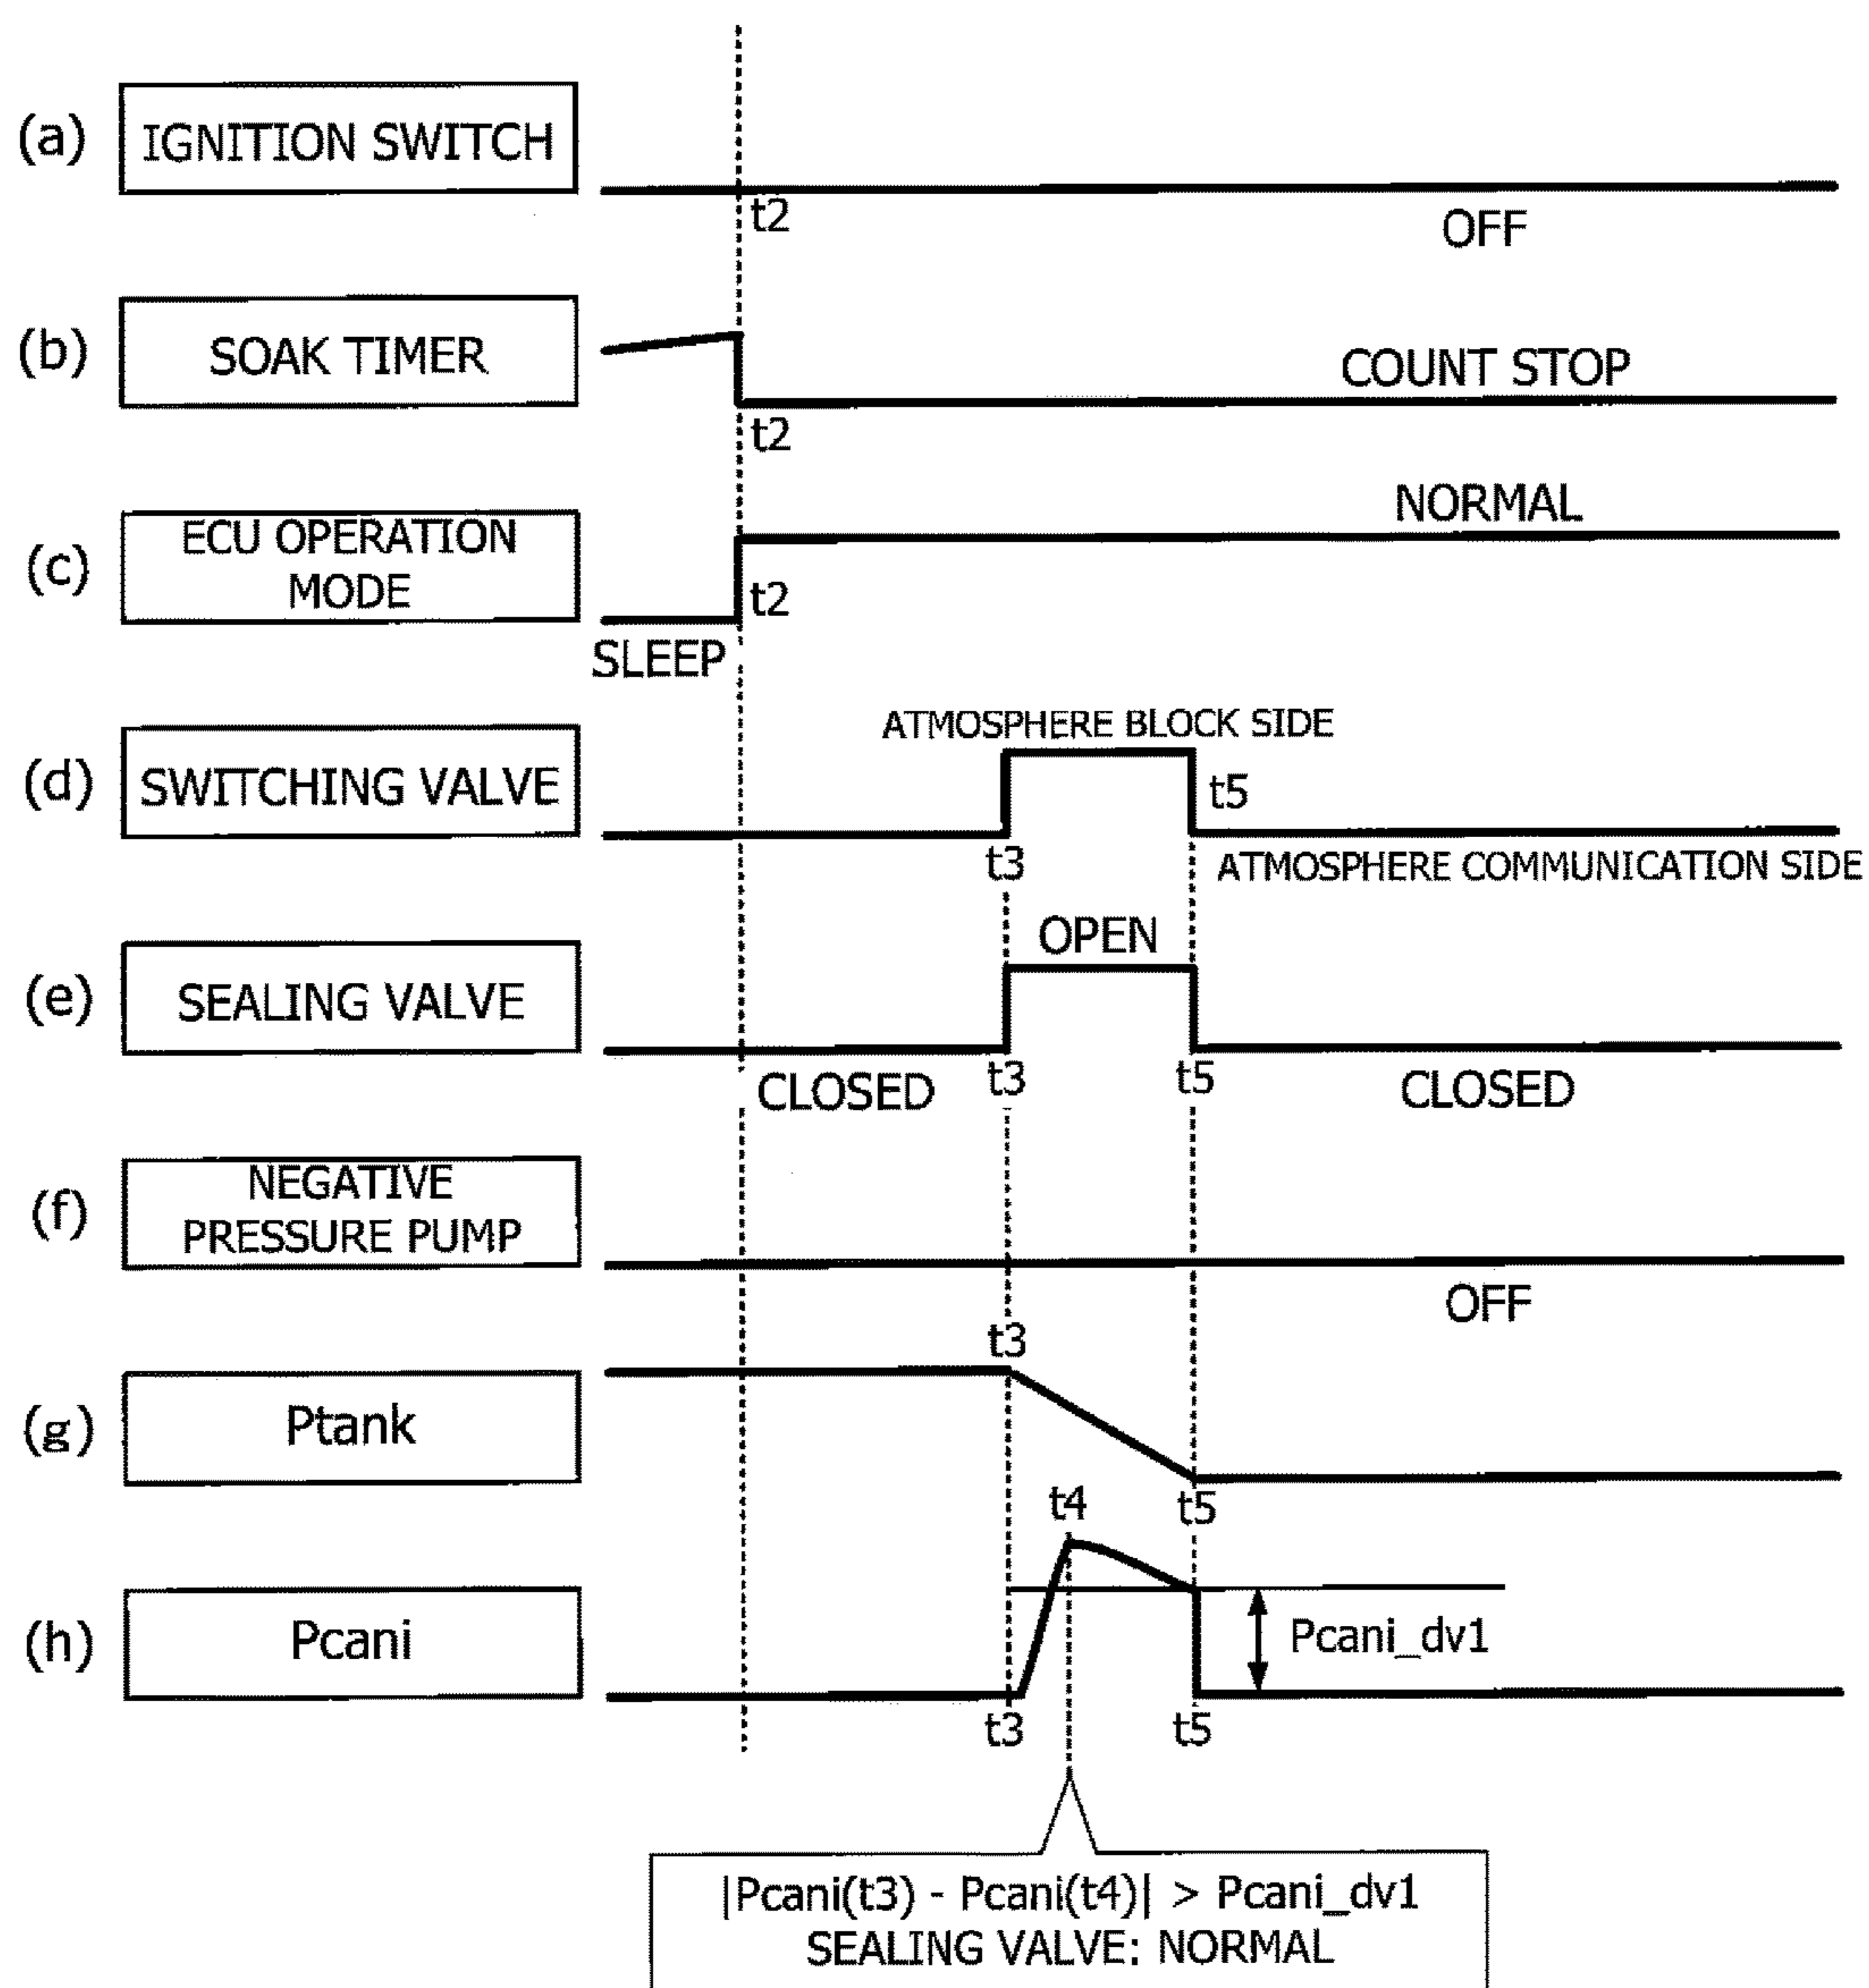 (a) IGNITION SWITCH
t2
OFF
(b) SOAK TIMER
COUNT STOP
t2
NORMAL
(c) ECU OPERATION
MODE
t2
SLEEP
ATMOSPHERE BLOCK SIDE
(d) SWITCHING VALVE
t5
t3
ATMOSPHERE COMMUNICATION SIDE
OPEN
(e) SEALING VALVE
CLOSED
t3
t5
CLOSED
(f) NEGATIVE
PRESSURE PUMP
OFF
t3
(g) Ptank
t4
t5
(h) Pcani
Pcani_dv1
t3
t5
|Pcani(t3) - Pcani(t4)| > Pcani_dv1
SEALING VALVE: NORMAL